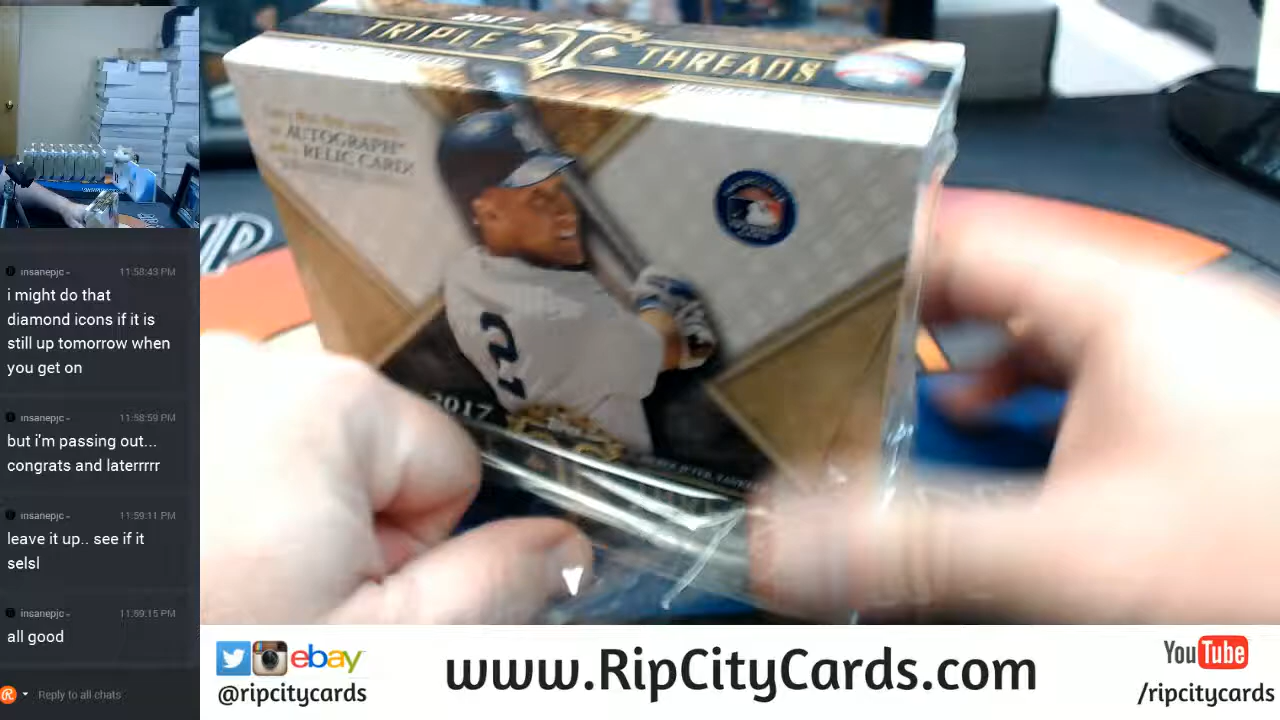 2017
TRIPLE THREADS
AUTOGRAPH
RELIC CARDS
2
2017
insanepjc - 11:58:43 PM
i might do that
diamond icons if it is
still up tomorrow when
you get on
insanepjc - 11:58:59 PM
but i'm passing out...
congrats and laterrrrr
insanepjc - 11:59:11 PM
leave it up.. see if it
selsl
insanepjc - 11:59:15 PM
all good
Reply to all chats
ebay
@ripcitycards
www.RipCityCards.com
YouTube
/ripcitycards